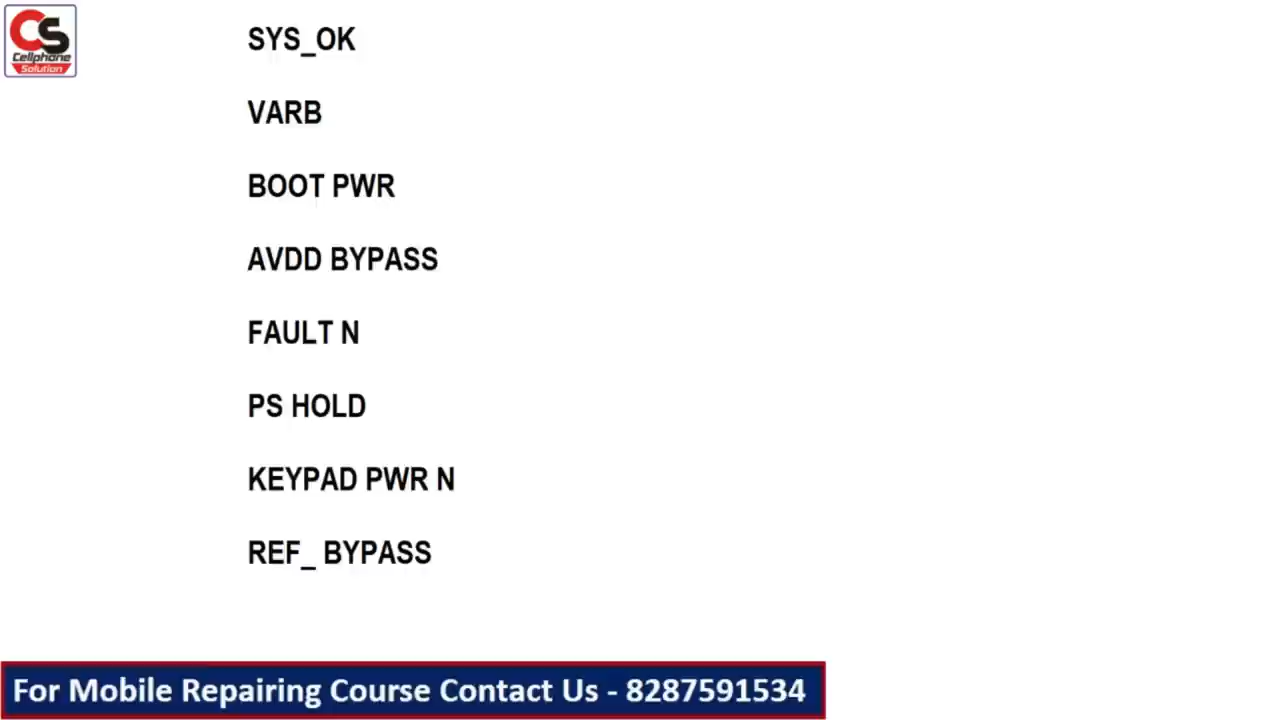 CS
Cellphone
Solution
SYS_OK
VARB
BOOT PWR
AVDD BYPASS
FAULT N
PS HOLD
KEYPAD PWR N
REF_ BYPASS
For Mobile Repairing Course Contact Us - 8287591534